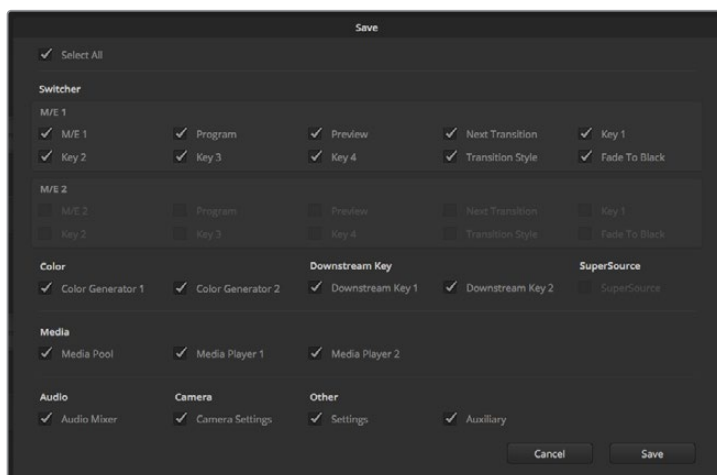 Save
Select All
Switcher
M/E 1
M/E 1 Program Preview Next Transition Key 1
Key 2 Key 3 Key 4 Transition Style Fade To Black
M/E 2
M/E 2 Program Preview Next Transition Key 1
Key 2 Key 3 Key 4 Transition Style Fade To Black
Color Downstream Key SuperSource
Color Generator 1 Color Generator 2 Downstream Key 1 Downstream Key 2 SuperSource
Media
Media Pool Media Player 1 Media Player 2
Audio Camera Other
Audio Mixer Camera Settings Settings Auxiliary
Cancel Save